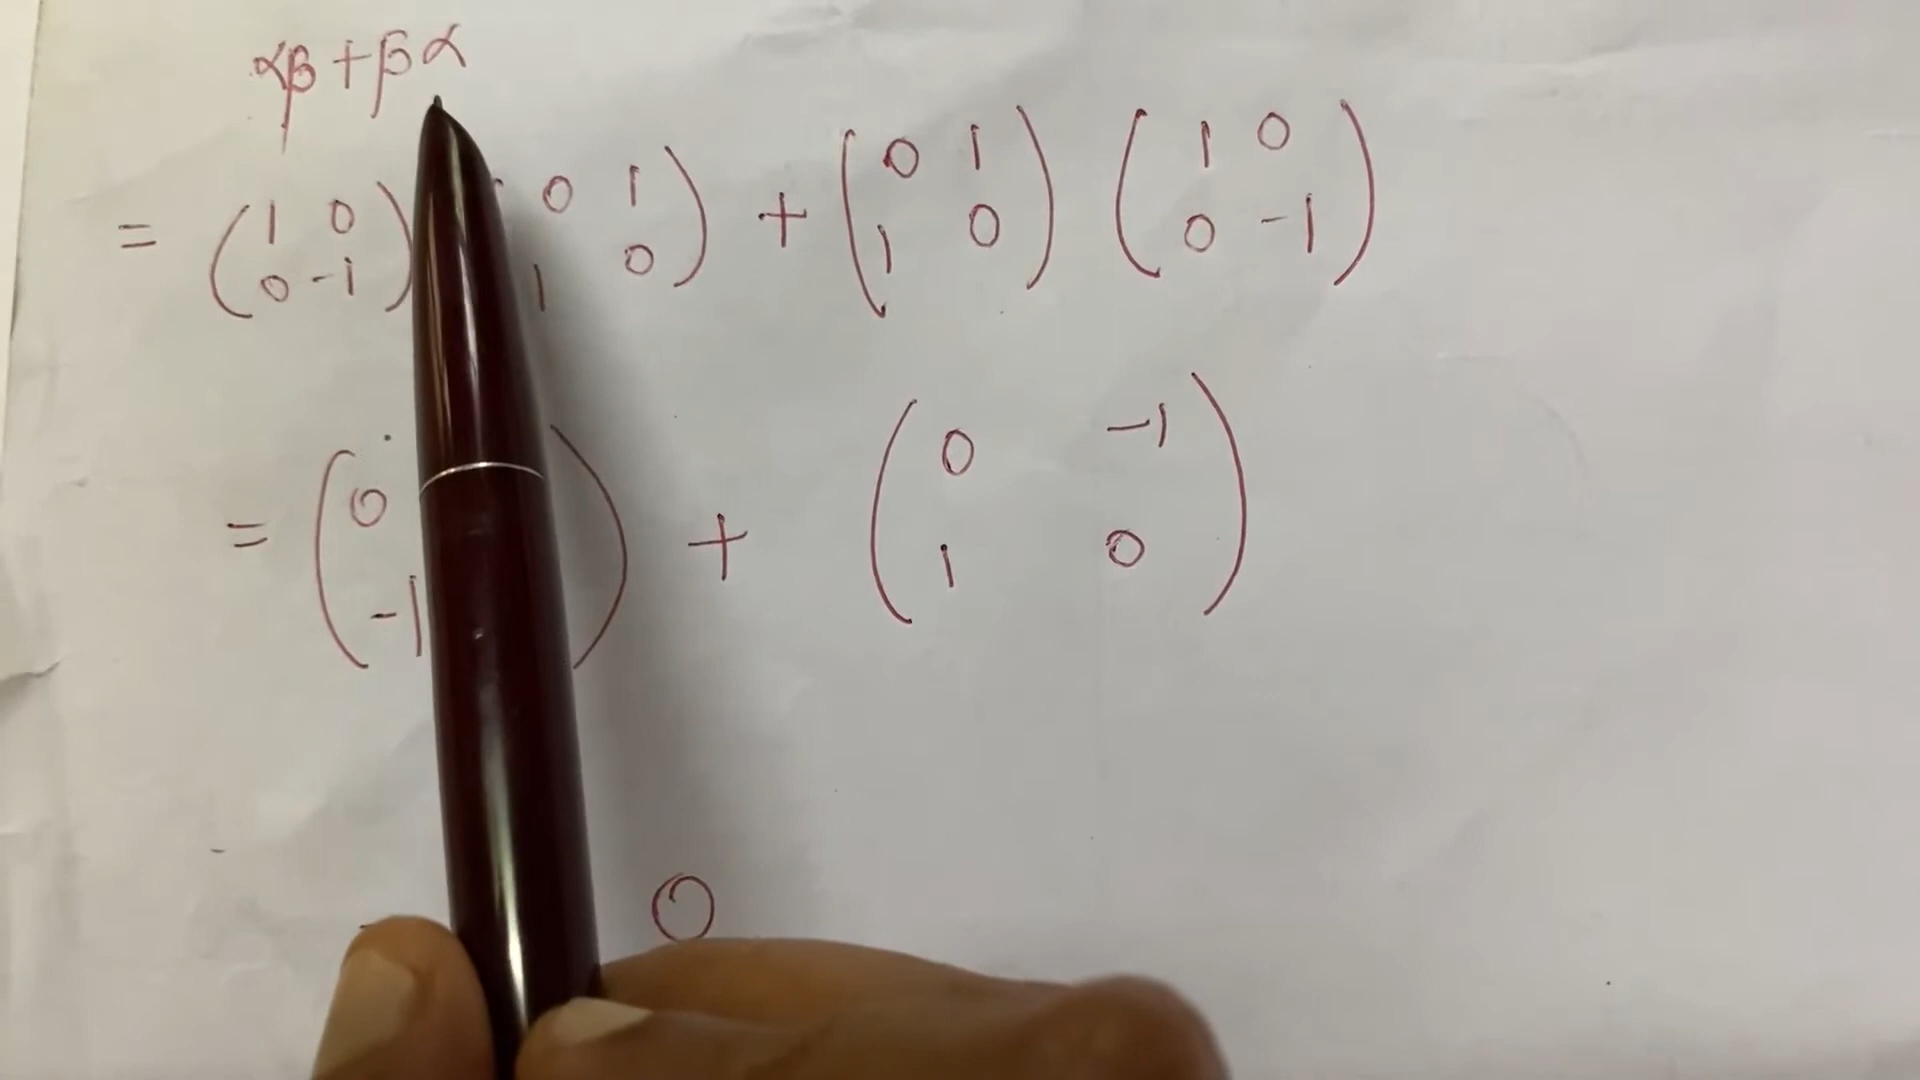 αβ + βα
= (1 0) 0 1) + (0 1) (1 0)
(0 -1) 1 0) (1 0) (0 -1)
= (0 ) + (0 -1)
(-1 ) (1 0)
0